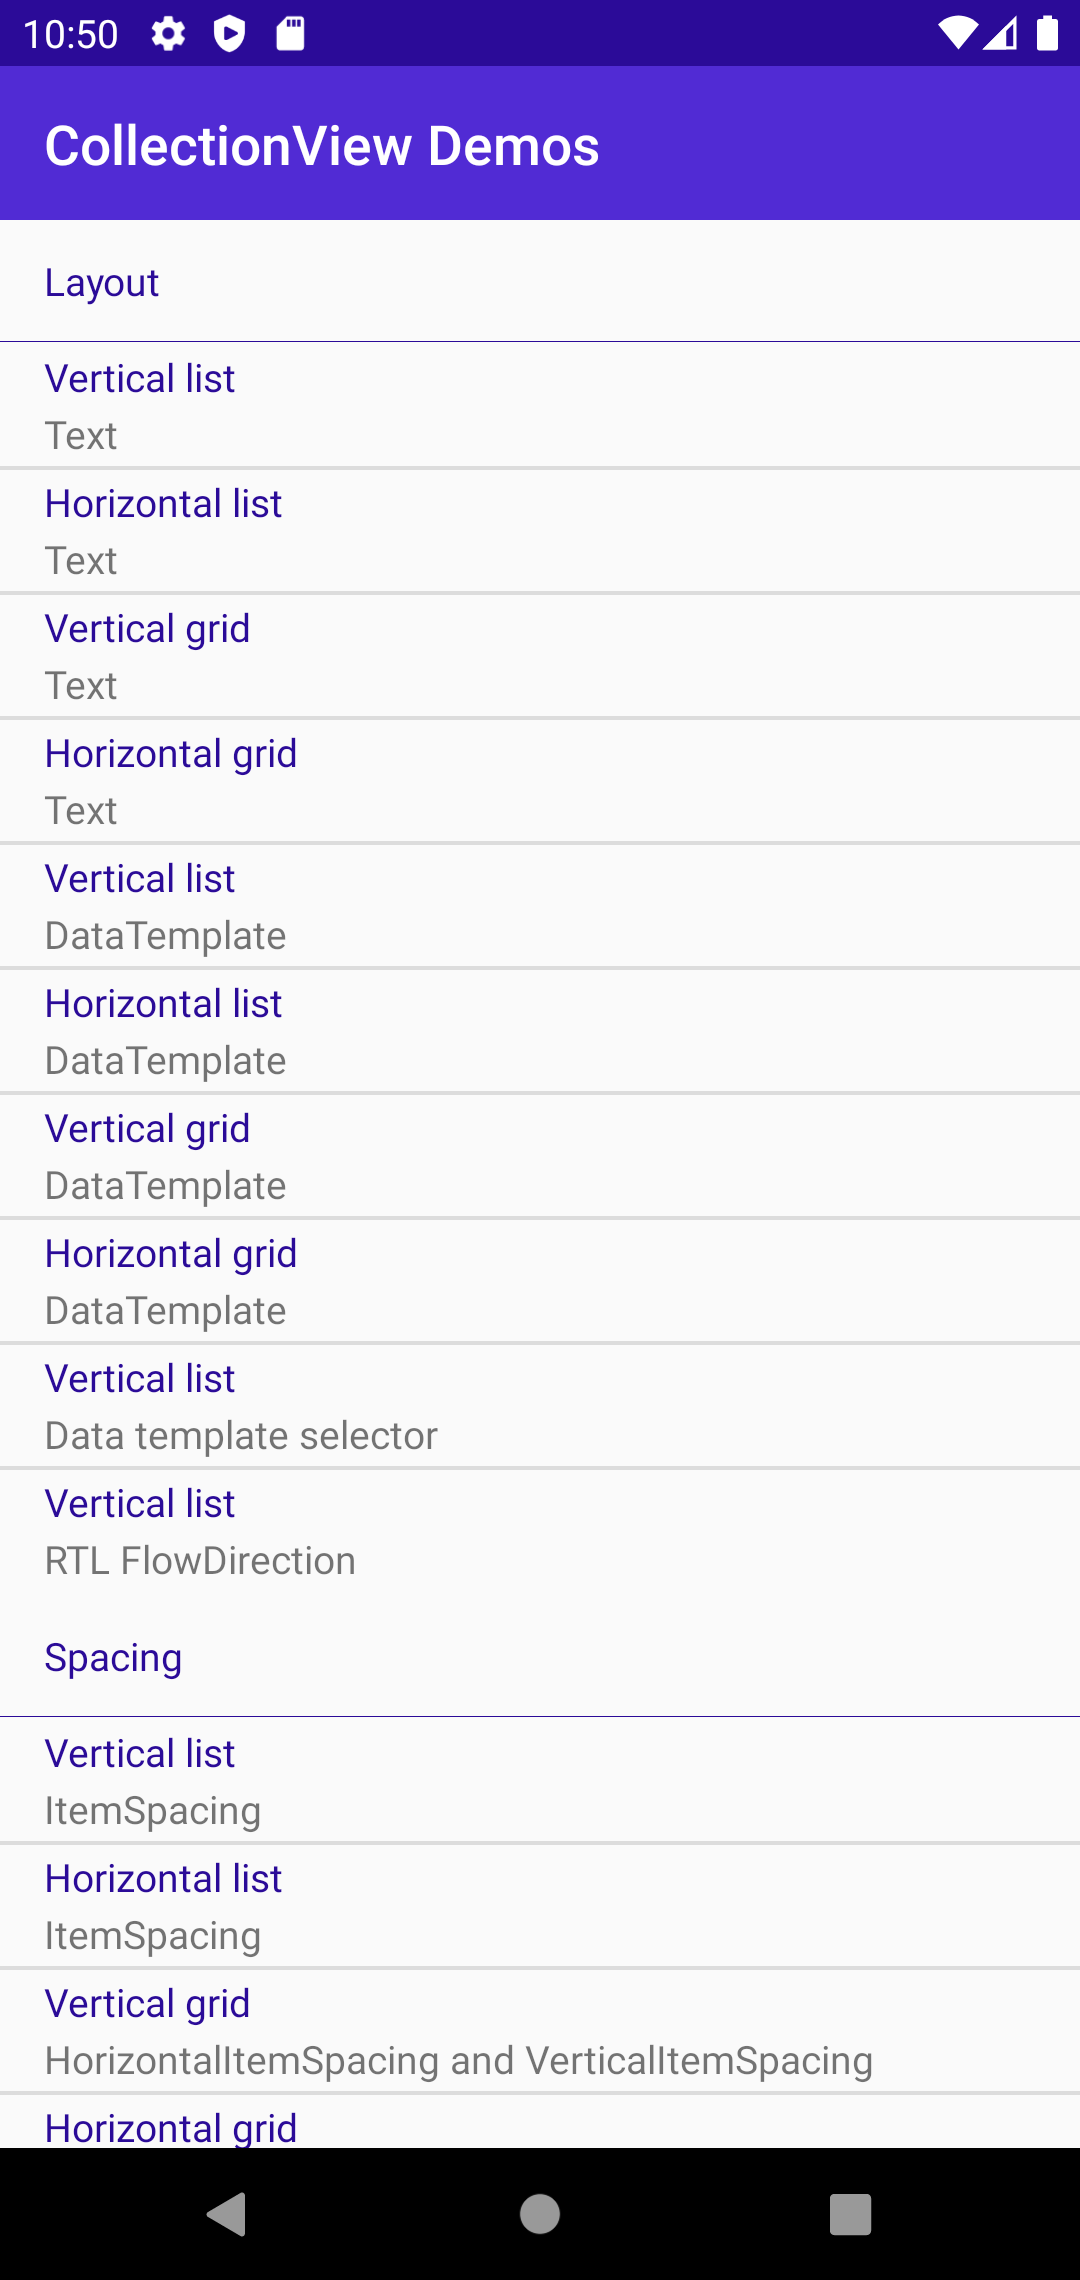 10:50
CollectionView Demos
Layout
Vertical list
Text
Horizontal list
Text
Vertical grid
Text
Horizontal grid
Text
Vertical list
DataTemplate
Horizontal list
DataTemplate
Vertical grid
DataTemplate
Horizontal grid
DataTemplate
Vertical list
Data template selector
Vertical list
RTL FlowDirection
Spacing
Vertical list
ItemSpacing
Horizontal list
ItemSpacing
Vertical grid
HorizontalItemSpacing and VerticalItemSpacing
Horizontal grid